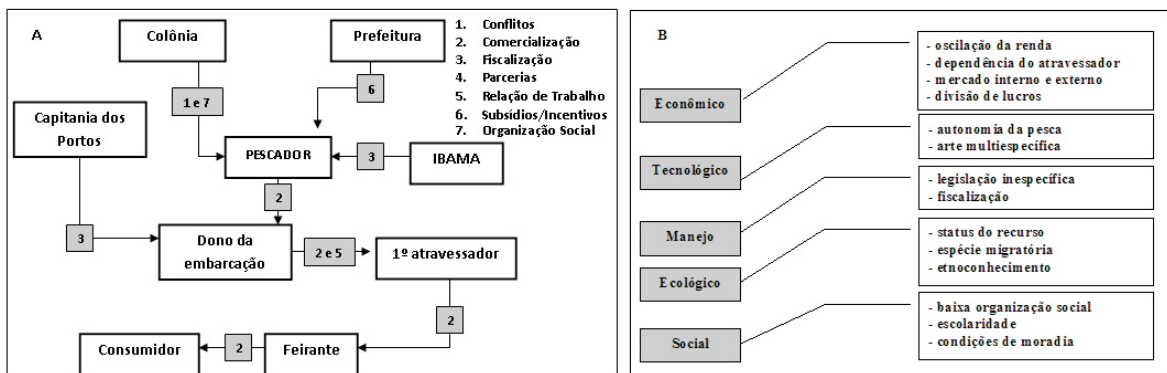 A
Colônia
Prefeitura
1. Conflitos
2. Comercialização
3. Fiscalização
4. Parcerias
5. Relação de Trabalho
6. Subsídios/Incentivos
7. Organização Social
1 e 7
6
Capitania dos
Portos
PESCADOR
3
IBAMA
2
3
Dono da
embarcação
2 e 5
1º atravessador
2
Consumidor
2
Feirante
B
Econômico
- oscilação da renda
- dependência do atravessador
- mercado interno e externo
- divisão de lucros
Tecnológico
- autonomia da pesca
- arte multiespecífica
Manejo
- legislação inespecífica
- fiscalização
Ecológico
- status do recurso
- espécie migratória
- etnoconhecimento
Social
- baixa organização social
- escolaridade
- condições de moradia